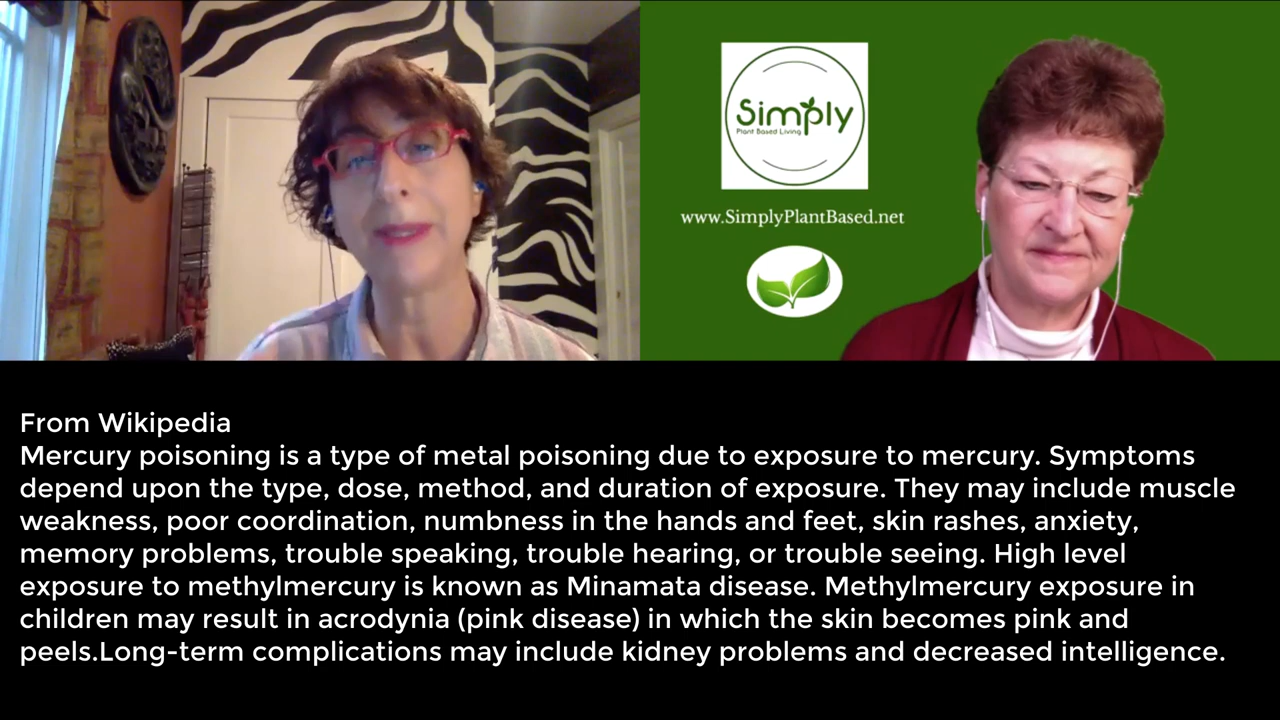 Simply
Plant Based Living
www.SimplyPlantBased.net
From Wikipedia
Mercury poisoning is a type of metal poisoning due to exposure to mercury. Symptoms
depend upon the type, dose, method, and duration of exposure. They may include muscle
weakness, poor coordination, numbness in the hands and feet, skin rashes, anxiety,
memory problems, trouble speaking, trouble hearing, or trouble seeing. High level
exposure to methylmercury is known as Minamata disease. Methylmercury exposure in
children may result in acrodynia (pink disease) in which the skin becomes pink and
peels.Long-term complications may include kidney problems and decreased intelligence.